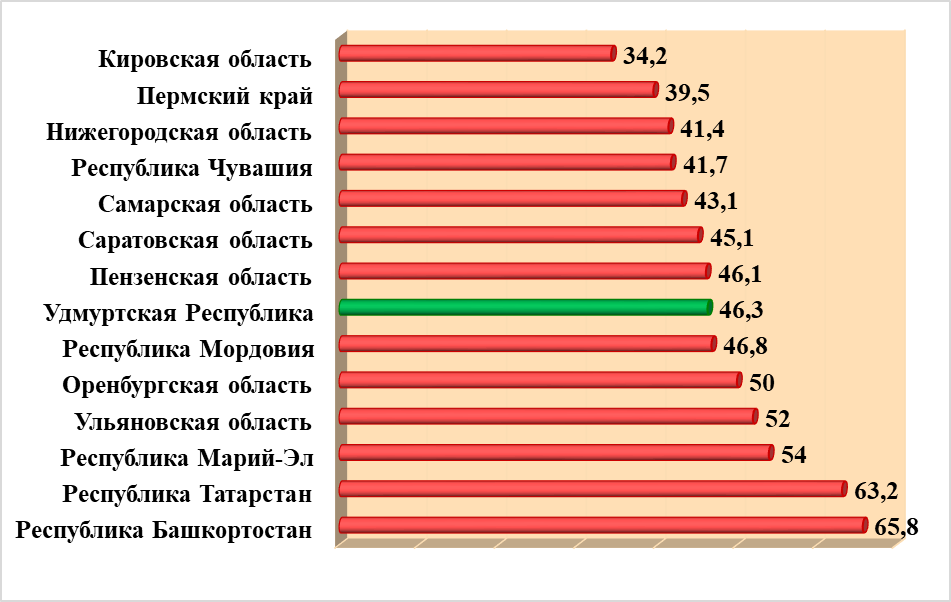 Кировская область 34,2
Пермский край 39,5
Нижегородская область 41,4
Республика Чувашия 41,7
Самарская область 43,1
Саратовская область 45,1
Пензенская область 46,1
Удмуртская Республика 46,3
Республика Мордовия 46,8
Оренбургская область 50
Ульяновская область 52
Республика Марий-Эл 54
Республика Татарстан 63,2
Республика Башкортостан 65,8